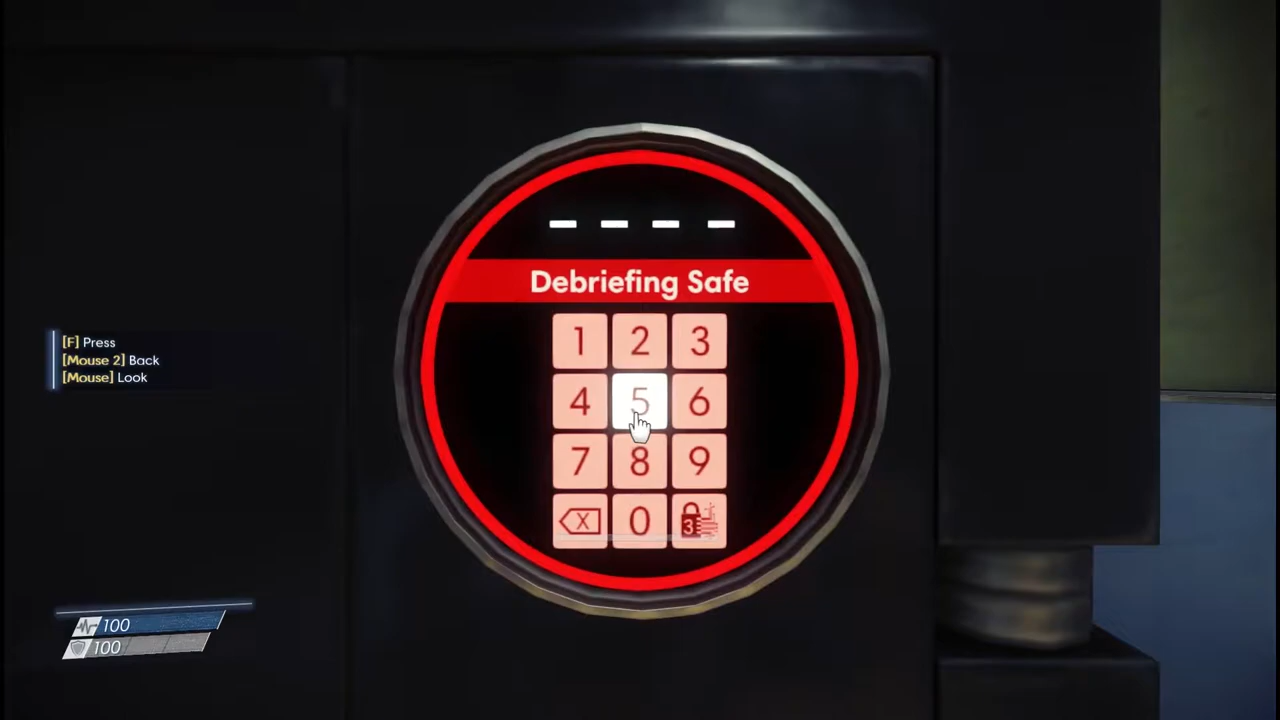 Debriefing Safe
1 2 3
[F] Press
[Mouse 2] Back
[Mouse] Look
4 5 6
7 8 9
X 0 3
100
100